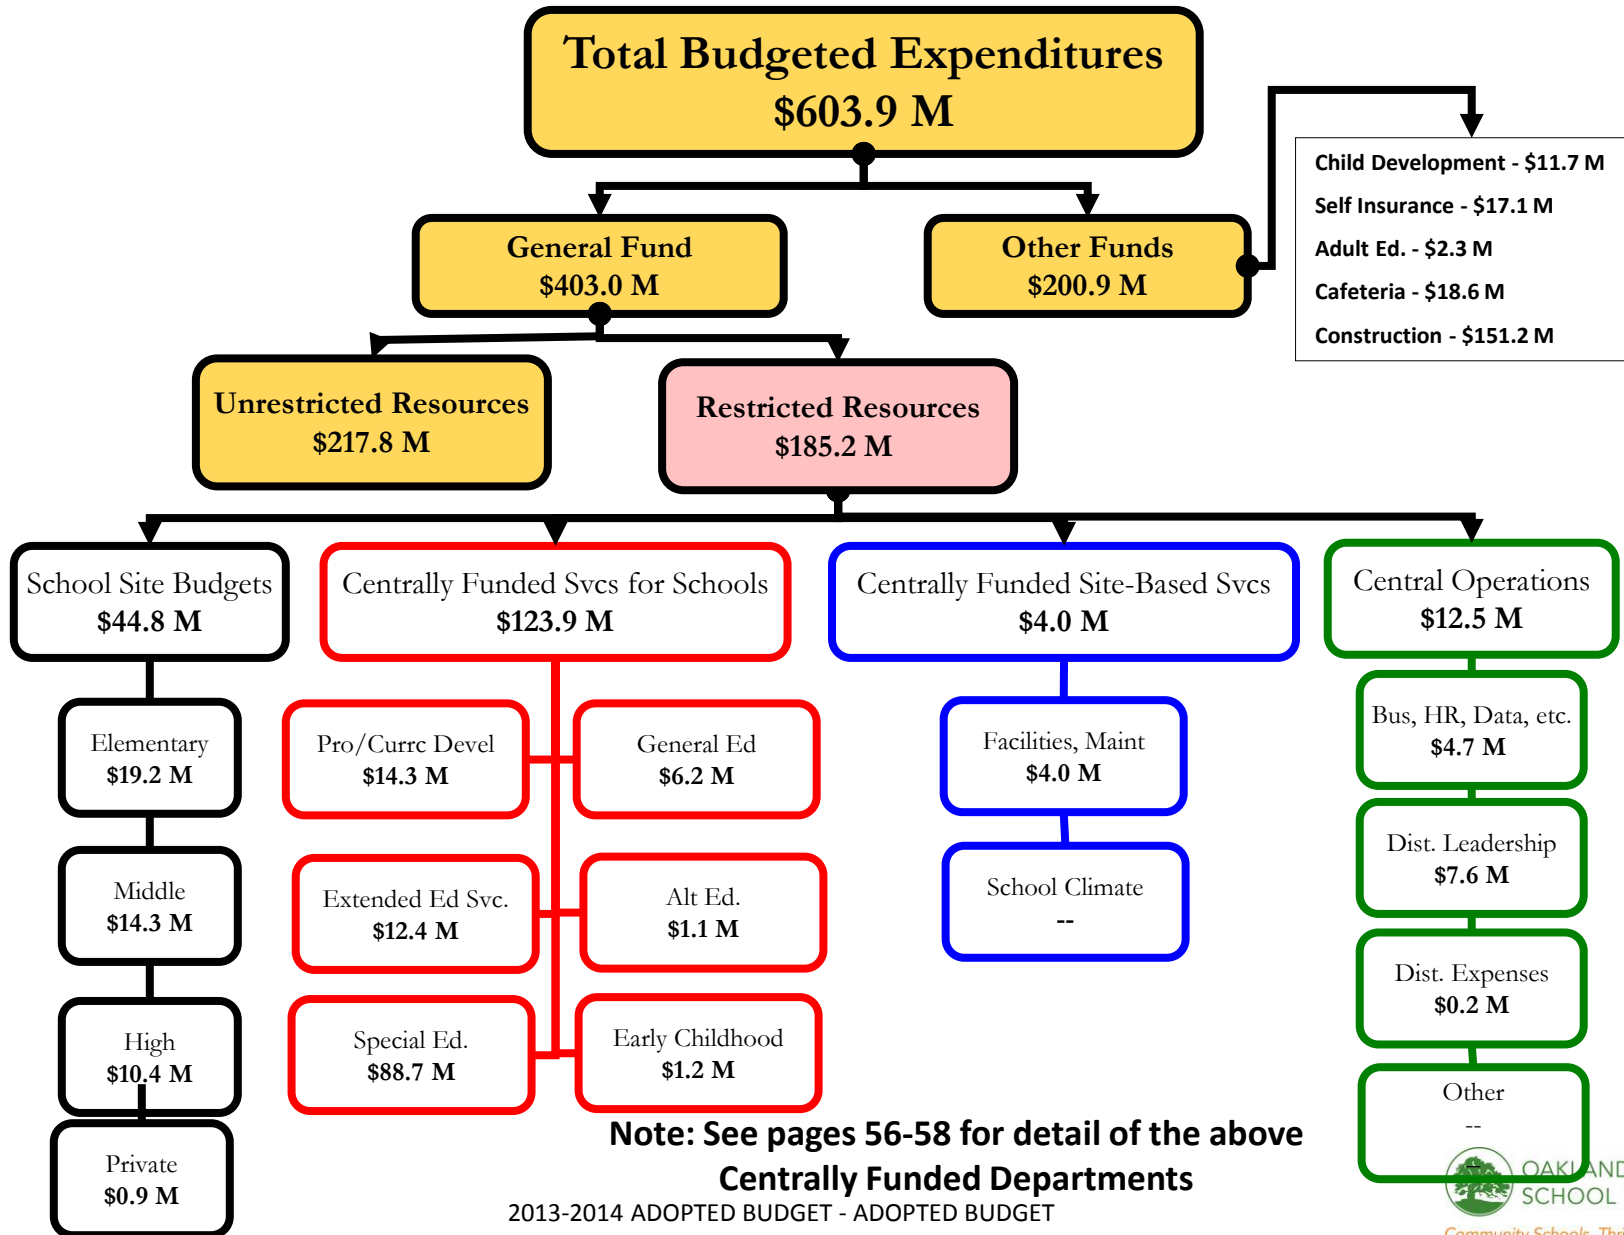 Total Budgeted Expenditures
$603.9 M
Child Development - $11.7 M
Self Insurance - $17.1 M
Adult Ed. - $2.3 M
Cafeteria - $18.6 M
Construction - $151.2 M
General Fund
$403.0 M
Other Funds
$200.9 M
Unrestricted Resources
$217.8 M
Restricted Resources
$185.2 M
School Site Budgets
$44.8 M
Centrally Funded Svcs for Schools
$123.9 M
Centrally Funded Site-Based Svcs
$4.0 M
Central Operations
$12.5 M
Elementary
$19.2 M
Middle
$14.3 M
High
$10.4 M
Private
$0.9 M
Pro/Currc Devel
$14.3 M
General Ed
$6.2 M
Extended Ed Svc.
$12.4 M
Alt Ed.
$1.1 M
Special Ed.
$88.7 M
Early Childhood
$1.2 M
Facilities, Maint
$4.0 M
School Climate
--
Bus, HR, Data, etc.
$4.7 M
Dist. Leadership
$7.6 M
Dist. Expenses
$0.2 M
Other
--
Note: See pages 56-58 for detail of the above
Centrally Funded Departments
2013-2014 ADOPTED BUDGET - ADOPTED BUDGET
OAKLAND
SCHOOL
Community Schools, Thri